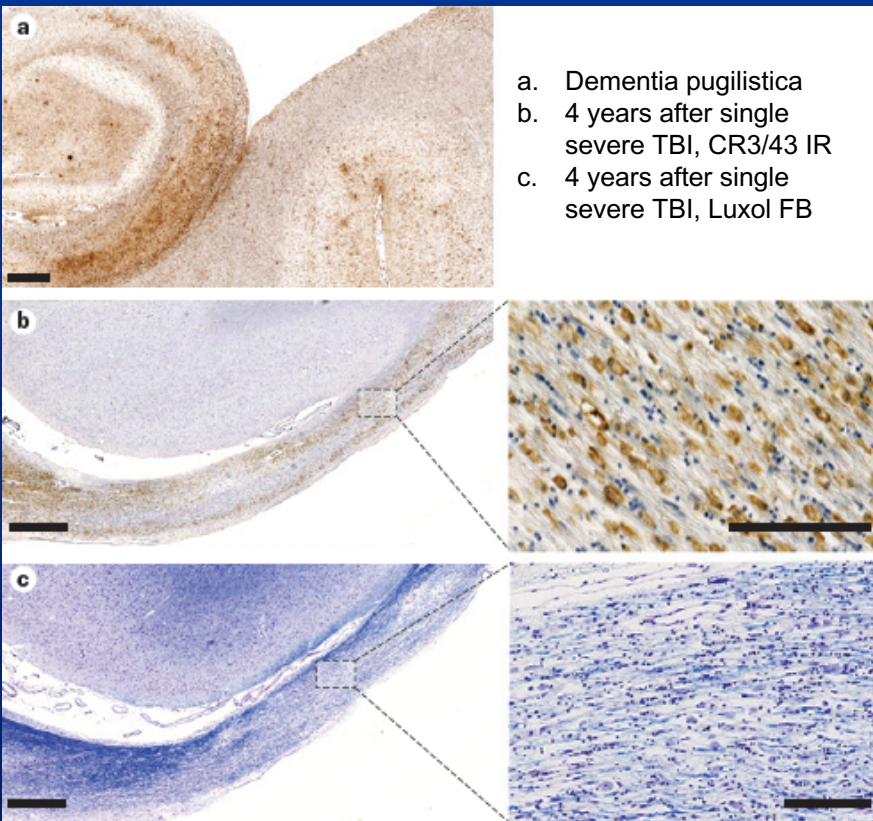 a
a. Dementia pugilistica
b. 4 years after single
severe TBI, CR3/43 IR
c. 4 years after single
severe TBI, Luxol FB
b
c